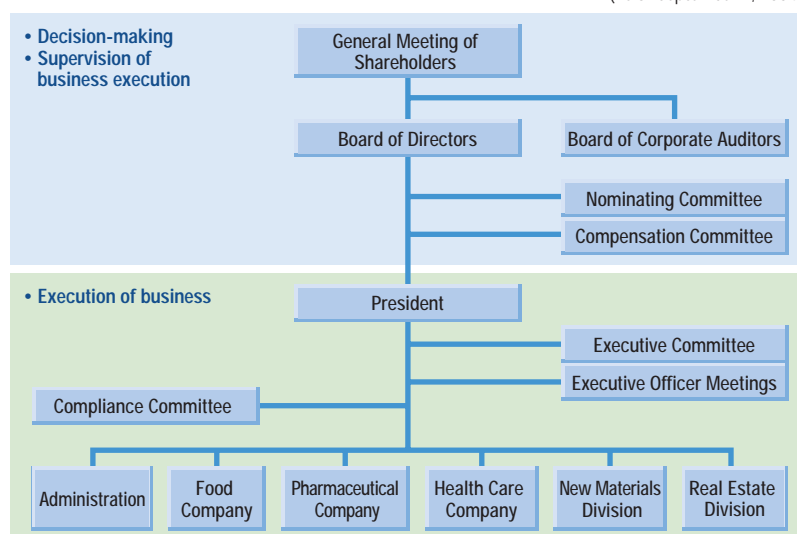 • Decision-making
• Supervision of
business execution
General Meeting of
Shareholders
Board of Directors
Board of Corporate Auditors
Nominating Committee
Compensation Committee
• Execution of business
President
Executive Committee
Executive Officer Meetings
Compliance Committee
Administration
Food
Company
Pharmaceutical
Company
Health Care
Company
New Materials
Division
Real Estate
Division